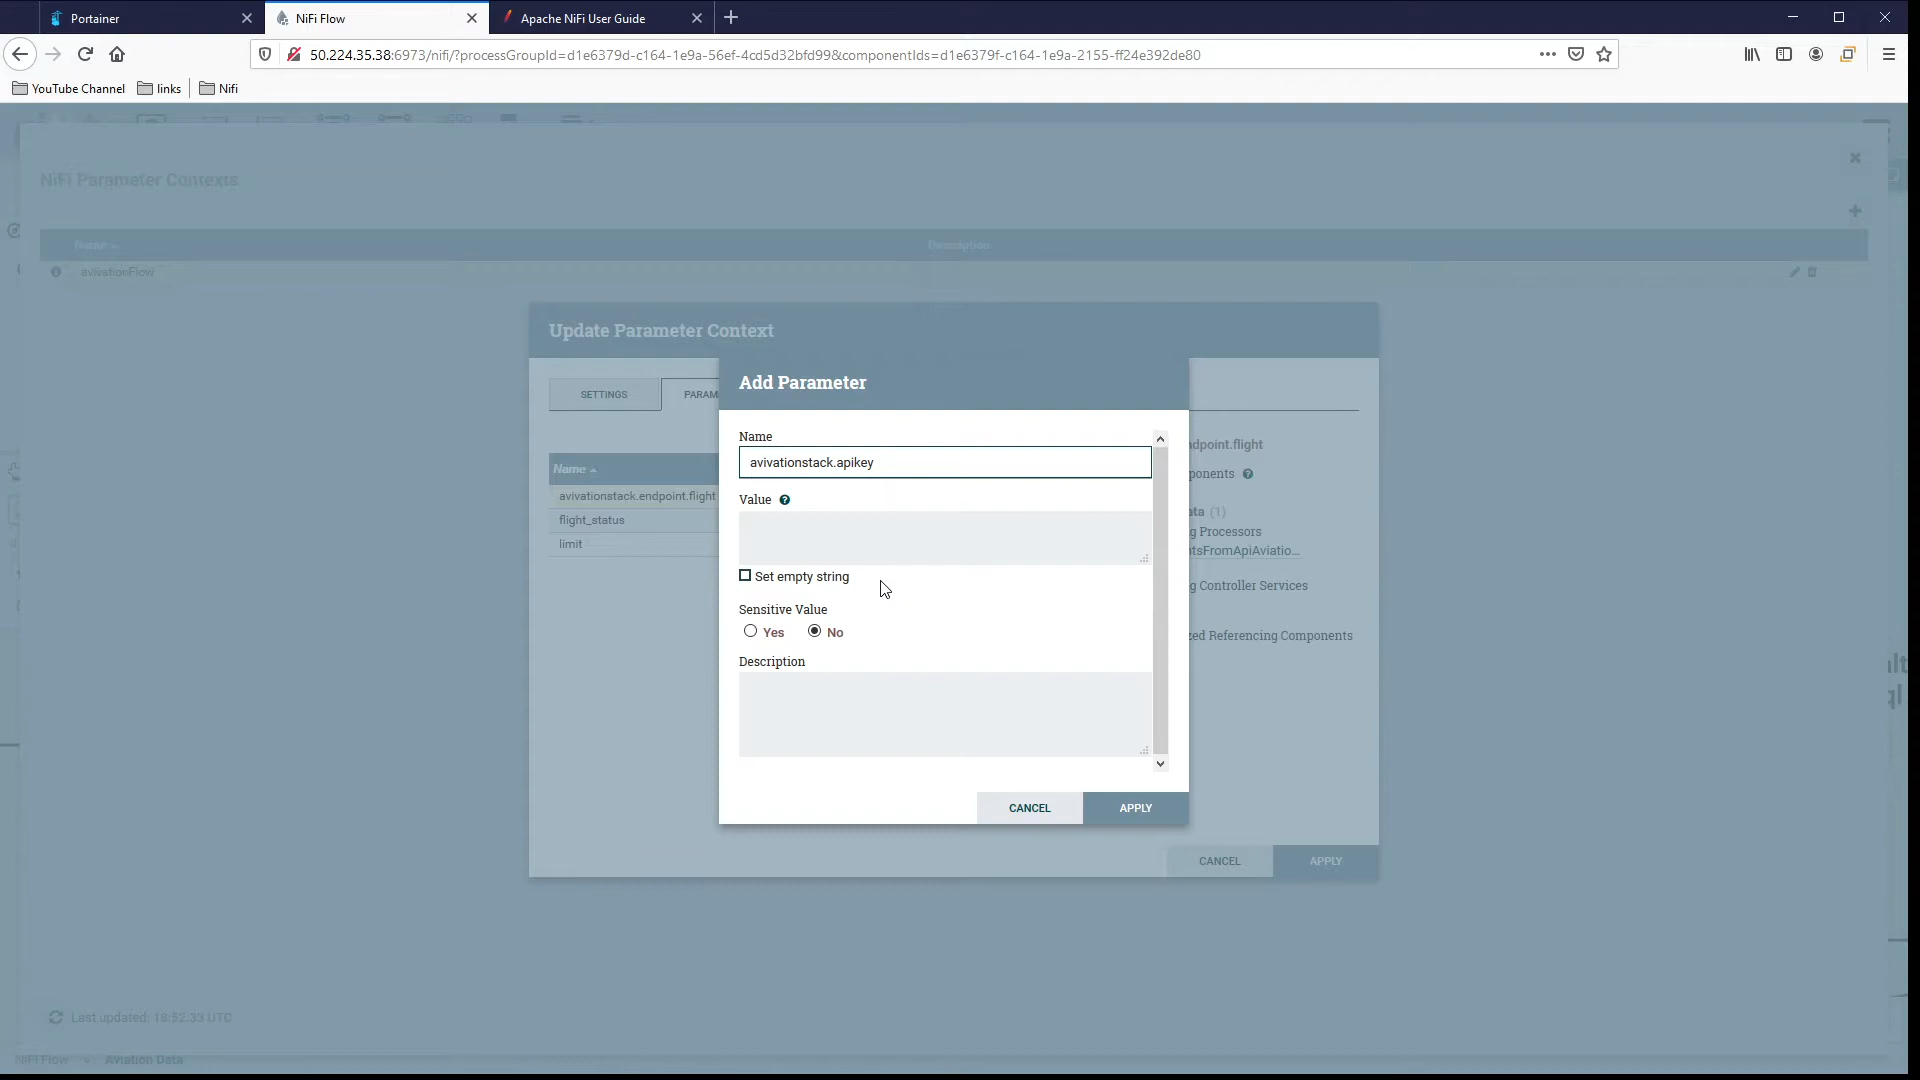 Portainer
NiFi Flow
Apache NiFi User Guide
50.224.35.38:6973/nifi/?processGroupId=d1e6379d-c164-1e9a-56ef-4cd5d32bfd99&componentIds=d1e6379f-c164-1e9a-2155-ff24e392de80
YouTube Channel
links
Nifi
NiFi Parameter Contexts
Name
Description
avivationFlow
Update Parameter Context
SETTINGS
PARAM
Name
avivationstack.endpoint.flight
flight_status
limit
Add Parameter
Name
avivationstack.apikey
Value
Set empty string
Sensitive Value
Yes
No
Description
CANCEL
APPLY
dpoint.flight
ponents
ata (1)
g Processors
tsFromApiAviatio...
g Controller Services
zed Referencing Components
CANCEL
APPLY
Last updated: 18:52:33 UTC
NiFi Flow
Aviation Data